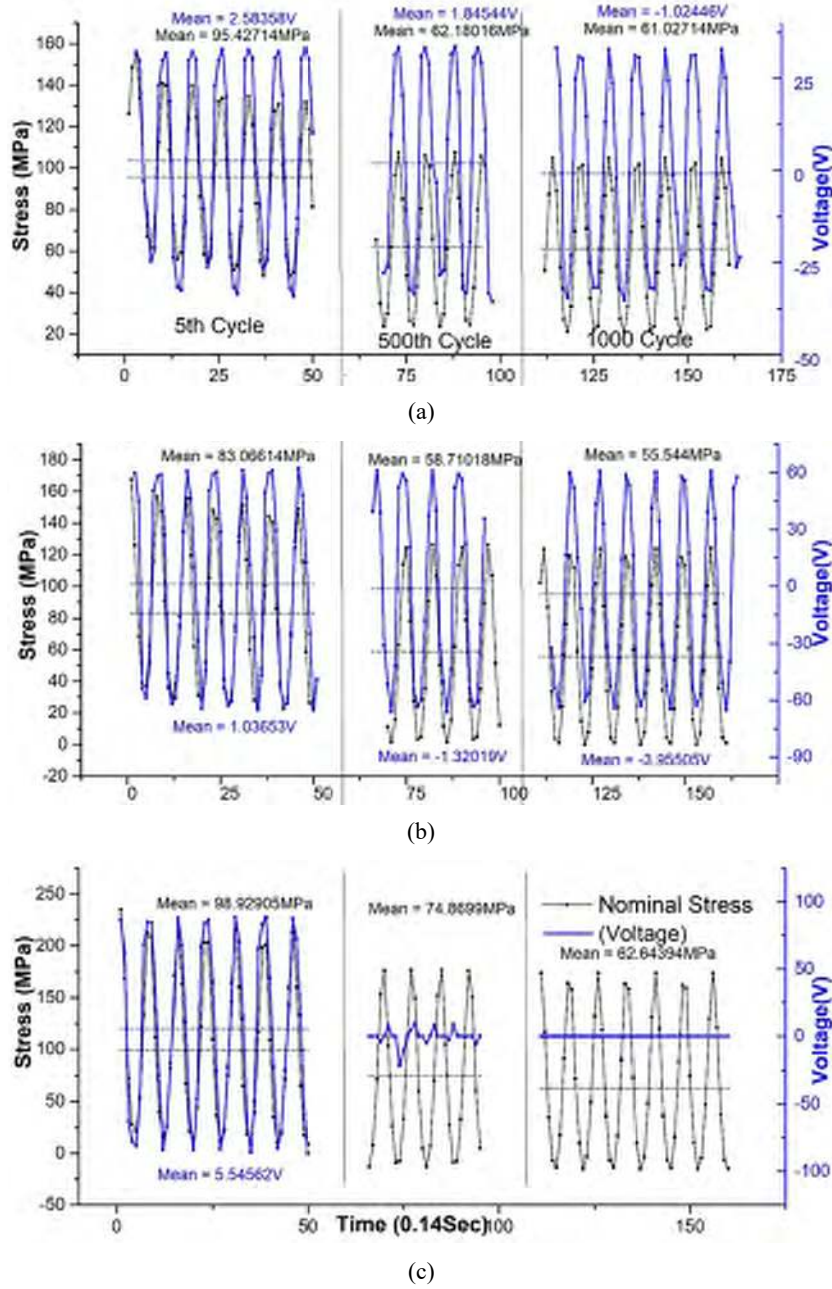 Mean = 2.58358V
Mean = 1.84544V
Mean = -1.02446V
Mean = 95.42714MPa
Mean = 62.18016MPa
Mean = 61.02714MPa
160
140
120
100
80
60
40
20
Stress (MPa)
25
0
-25
-50
Voltage(V)
5th Cycle
500th Cycle
1000 Cycle
0
25
50
75
100
125
150
175
(a)
Mean = 83.06614MPa
Mean = 58.71018MPa
Mean = 55.544MPa
180
160
140
120
100
80
60
40
20
0
-20
Stress (MPa)
60
30
0
-30
-60
-90
Voltage(V)
Mean = 1.03653V
Mean = -1.32019V
Mean = -3.95505V
0
25
50
75
100
125
150
(b)
Mean = 98.92905MPa
Mean = 74.8699MPa
Nominal Stress
(Voltage)
Mean = 62.64394MPa
250
200
150
100
50
0
-50
Stress (MPa)
100
50
0
-50
-100
Voltage(V)
Mean = 5.54562V
0
50
Time (0.14Sec)
100
150
(c)